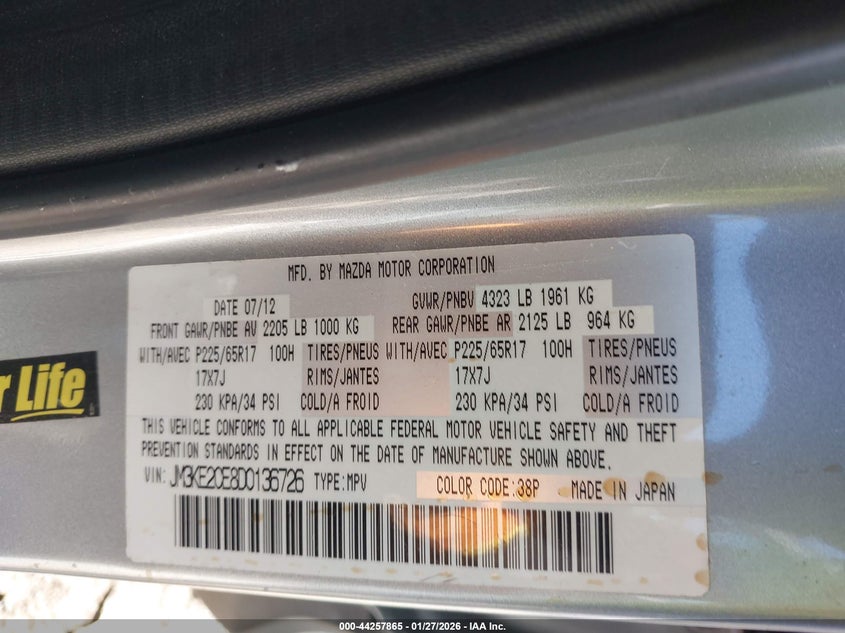 MFD. BY MAZDA MOTOR CORPORATION
DATE 07/12 GVWR/PNBV 4323 LB 1961 KG
FRONT GAWR/PNBE AV 2205 LB 1000 KG REAR GAWR/PNBE AR 2125 LB 964 KG
WITH/AVEC P225/65R17 100H TIRES/PNEUS WITH/AVEC P225/65R17 100H TIRES/PNEUS
17X7J RIMS/JANTES 17X7J RIMS/JANTES
230 KPA/34 PSI COLD/A FROID 230 KPA/34 PSI COLD/A FROID
r Life
THIS VEHICLE CONFORMS TO ALL APPLICABLE FEDERAL MOTOR VEHICLE SAFETY AND THEFT
PREVENTION STANDARDS IN EFFECT ON THE DATE OF MANUFACTURE SHOWN ABOVE.
VIN: JM3KE2CE8D0136726 TYPE:MPV COLOR CODE:38P MADE IN JAPAN
000-44257865 - 01/27/2026 - IAA Inc.